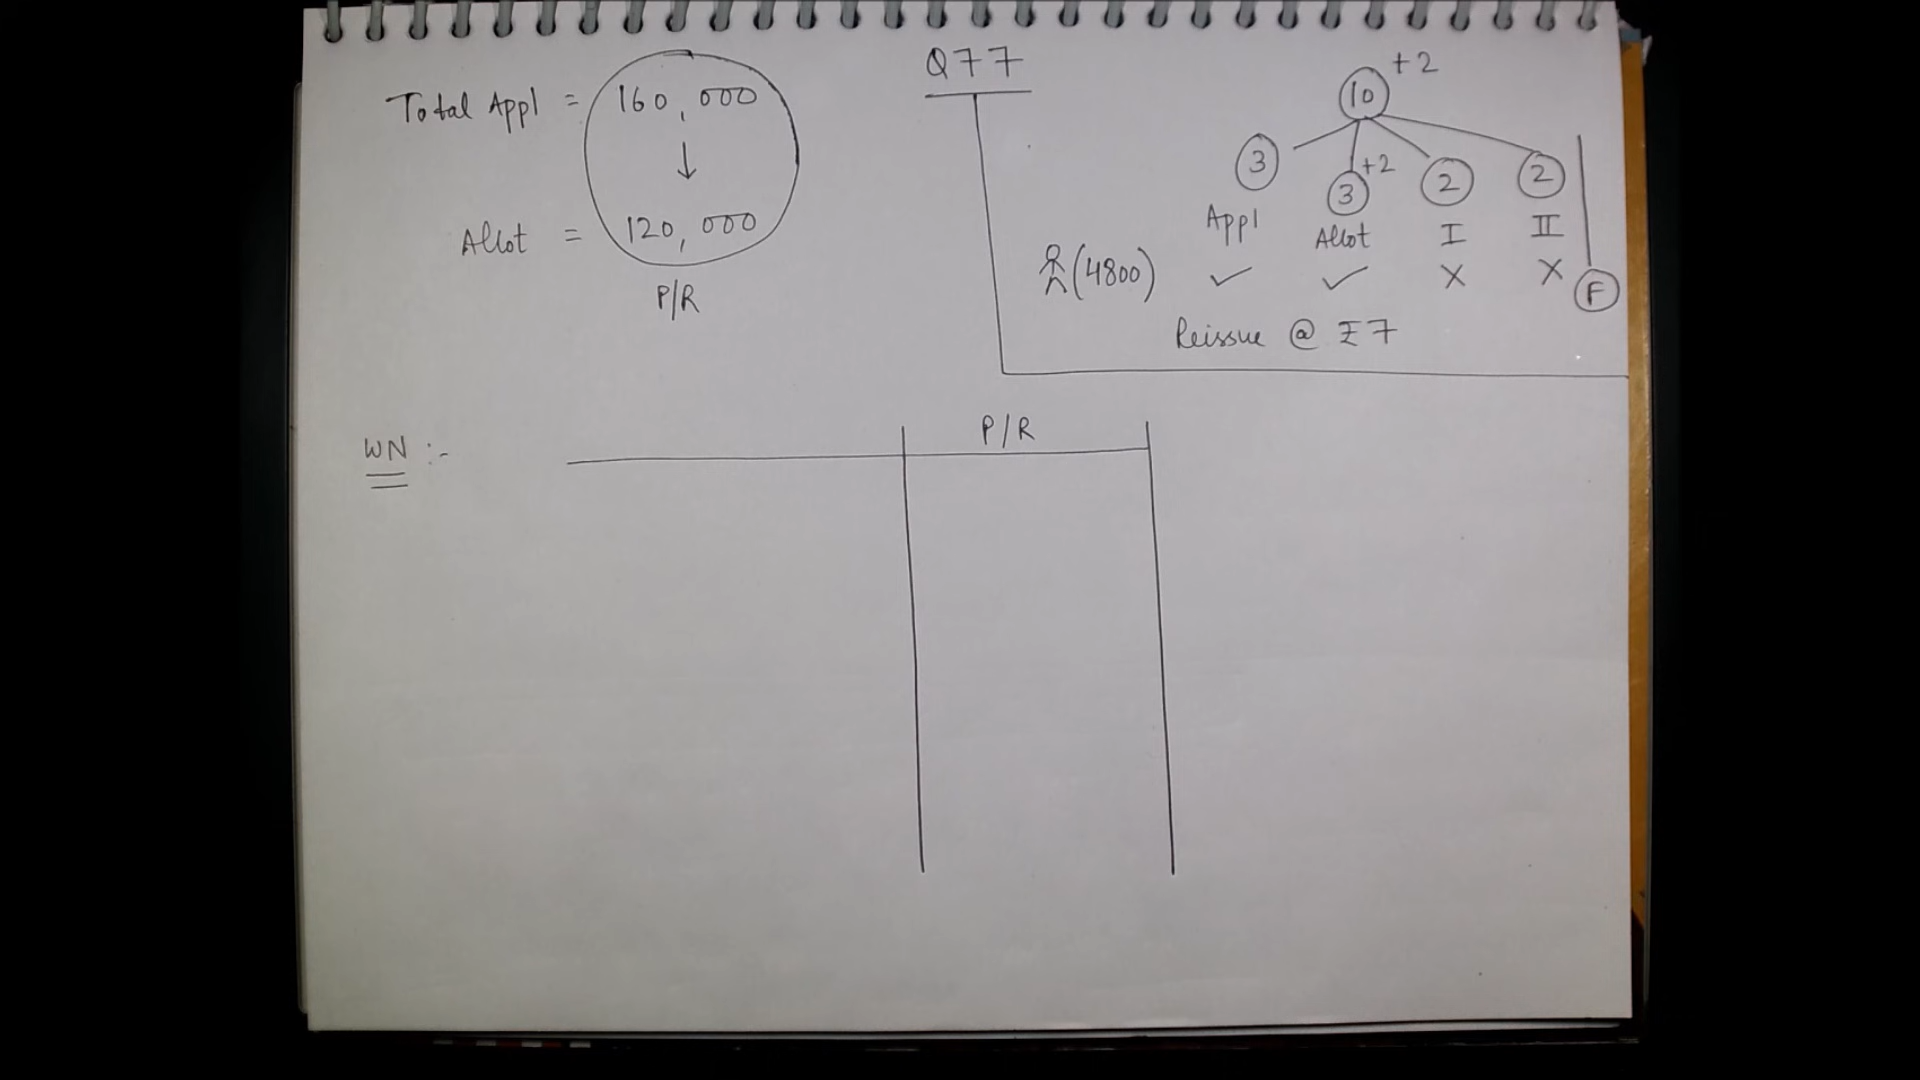 Total Appl = 160,000
↓
Allot = 120,000
P/R
Q77
10 +2
3 3 +2 2 2
Appl Allot I II
(4800) ✓ ✓ X X F
Reissue @ ₹7
WN :-
P/R